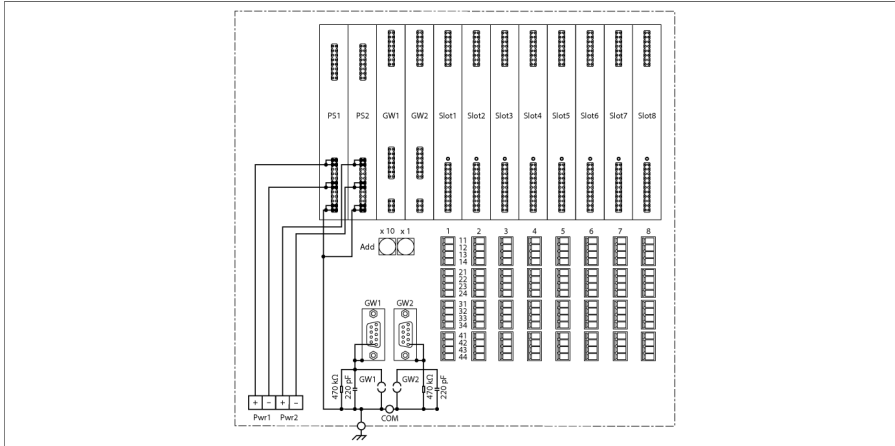 PS1 PS2 GW1 GW2 Slot1 Slot2 Slot3 Slot4 Slot5 Slot6 Slot7 Slot8
x 10 x 1
Add
1 2 3 4 5 6 7 8
11
12
13
14
21
22
23
24
31
32
33
34
41
42
43
44
GW1 GW2
470 kΩ
220 pF
GW1 GW2
470 kΩ
220 pF
COM
+ - + -
Pwr1 Pwr2